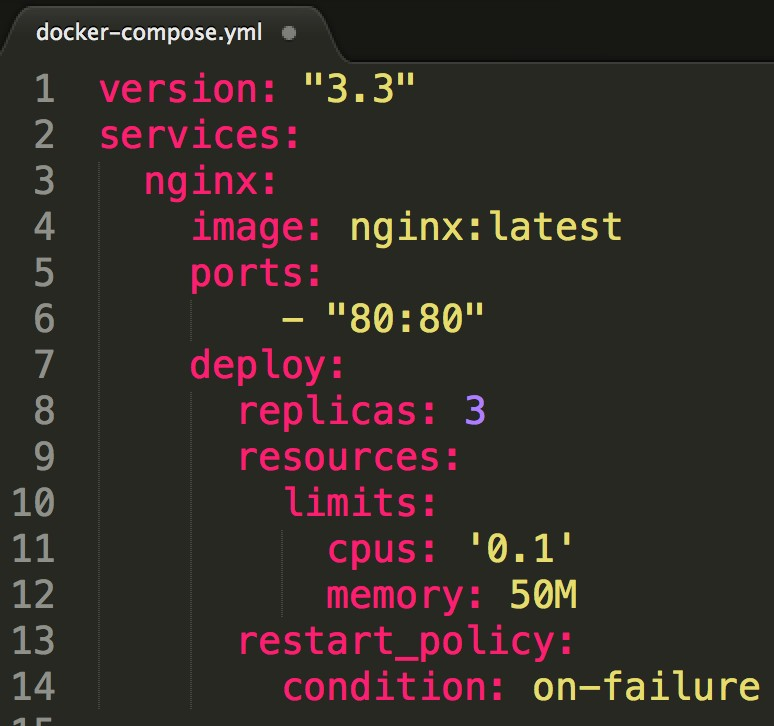 docker-compose.yml
1 version: "3.3"
2 services:
3   nginx:
4     image: nginx:latest
5     ports:
6         - "80:80"
7     deploy:
8       replicas: 3
9       resources:
10         limits:
11           cpus: '0.1'
12           memory: 50M
13       restart_policy:
14         condition: on-failure
15